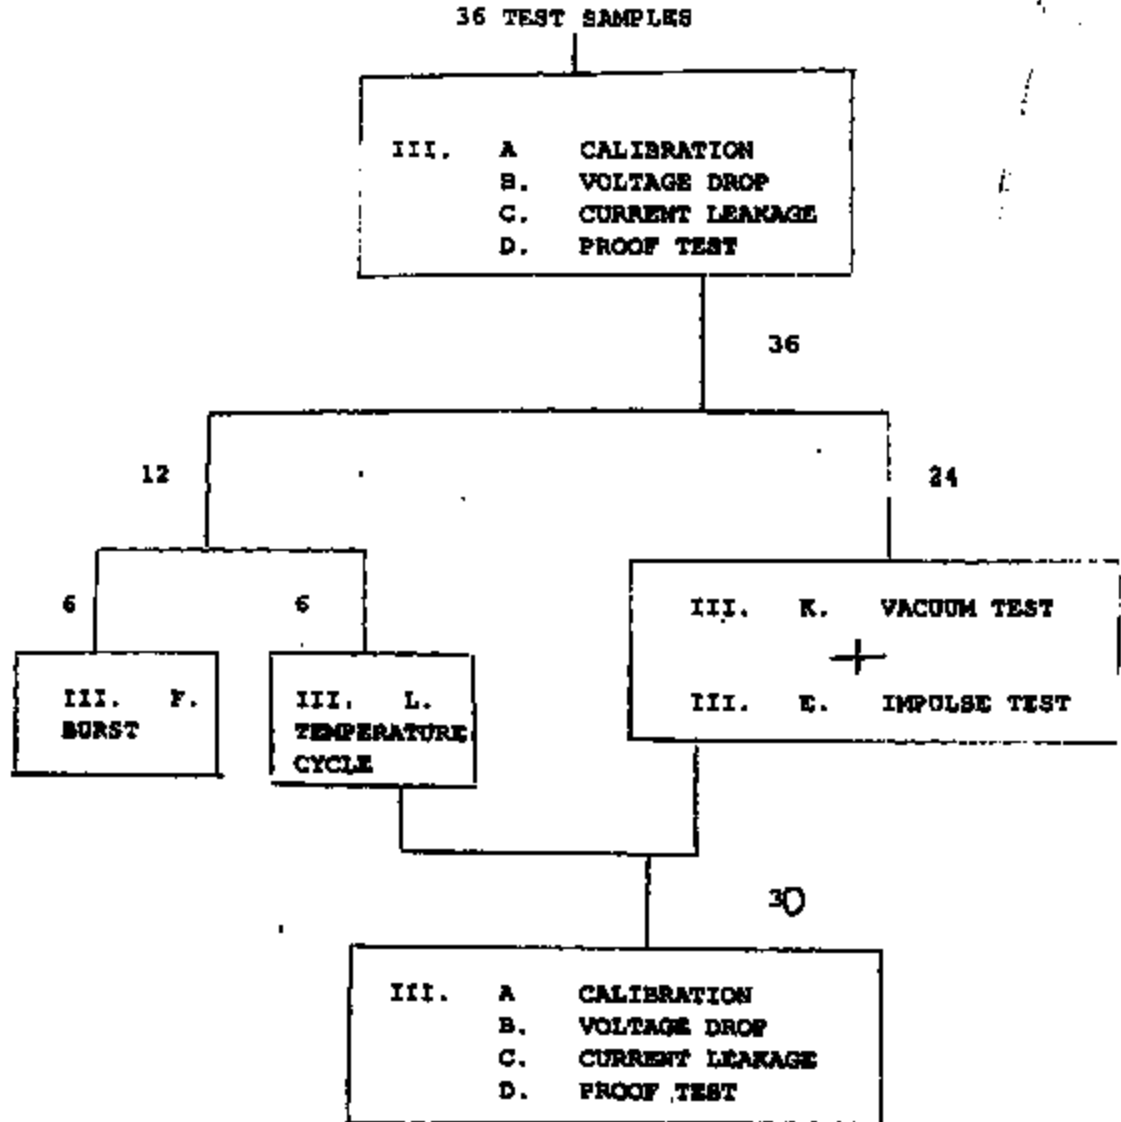 36 TEST SAMPLES
III. A CALIBRATION
B. VOLTAGE DROP
C. CURRENT LEAKAGE
D. PROOF TEST
36
12
24
6
6
III. F.
BURST
III. L.
TEMPERATURE
CYCLE
III. K. VACUUM TEST
+
III. E. IMPULSE TEST
30
III. A CALIBRATION
B. VOLTAGE DROP
C. CURRENT LEAKAGE
D. PROOF TEST